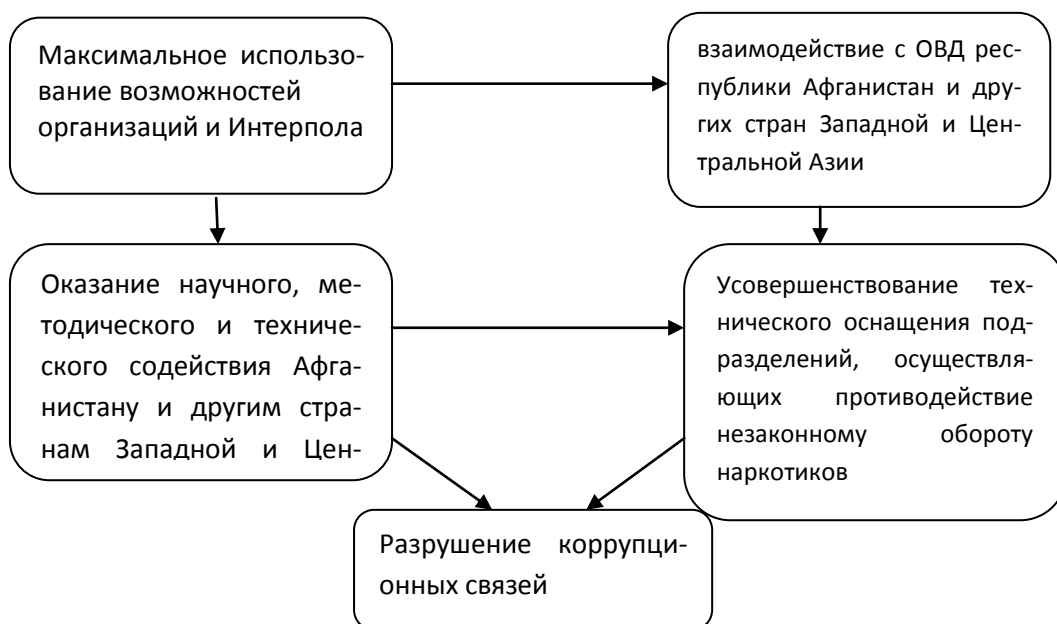 Максимальное использо-
вание возможностей
организаций и Интерпола
взаимодействие с ОВД рес-
публики Афганистан и дру-
гих стран Западной и Цен-
тральной Азии
Оказание научного, ме-
тодического и техниче-
ского содействия Афга-
нистану и другим стра-
нам Западной и Цен-
Усовершенствование тех-
нического оснащения под-
разделений, осуществля-
ющих противодействие
незаконному обороту
наркотиков
Разрушение коррупци-
онных связей